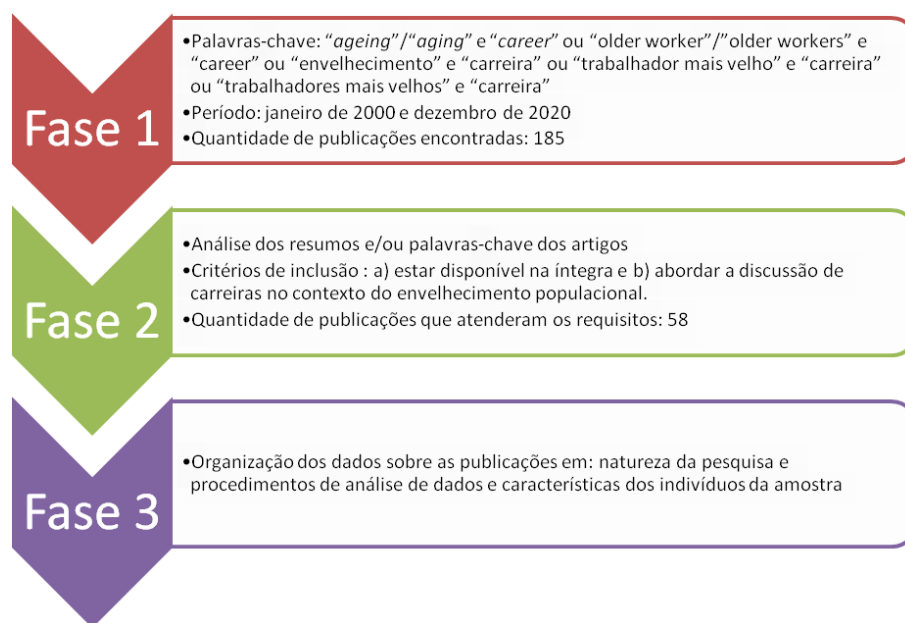 Fase 1
•Palavras-chave: “ageing”/“aging” e “career” ou “older worker”/”older workers” e
“career” ou “envelhecimento” e “carreira” ou “trabalhador mais velho” e “carreira”
ou “trabalhadores mais velhos” e “carreira”
•Período: janeiro de 2000 e dezembro de 2020
•Quantidade de publicações encontradas: 185
Fase 2
•Análise dos resumos e/ou palavras-chave dos artigos
•Critérios de inclusão : a) estar disponível na íntegra e b) abordar a discussão de
carreiras no contexto do envelhecimento populacional.
•Quantidade de publicações que atenderam os requisitos: 58
Fase 3
•Organização dos dados sobre as publicações em: natureza da pesquisa e
procedimentos de análise de dados e características dos indivíduos da amostra